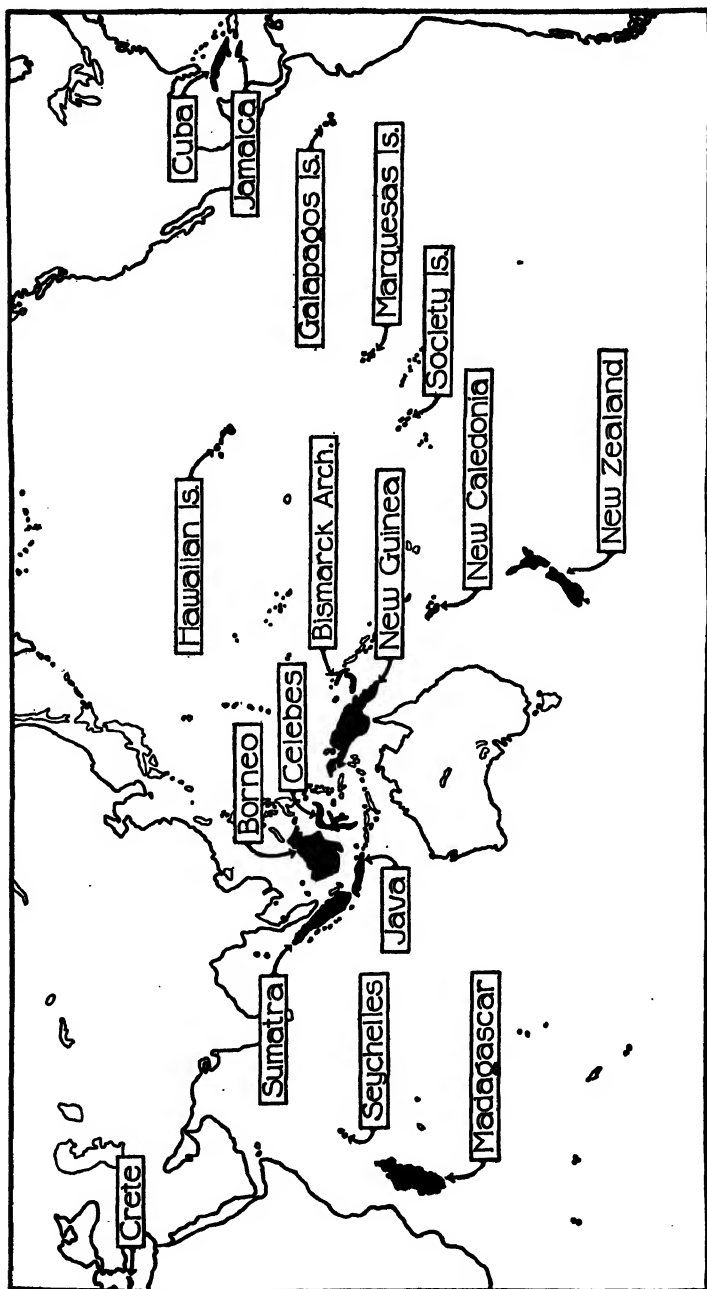 Cuba
Jamaica
Crete
Hawaiian Is.
Galapagos Is.
Borneo
Celebes
Bismarck Arch.
Marquesas Is.
Sumatra
New Guinea
Society Is.
Seychelles
Java
New Caledonia
Madagascar
New Zealand